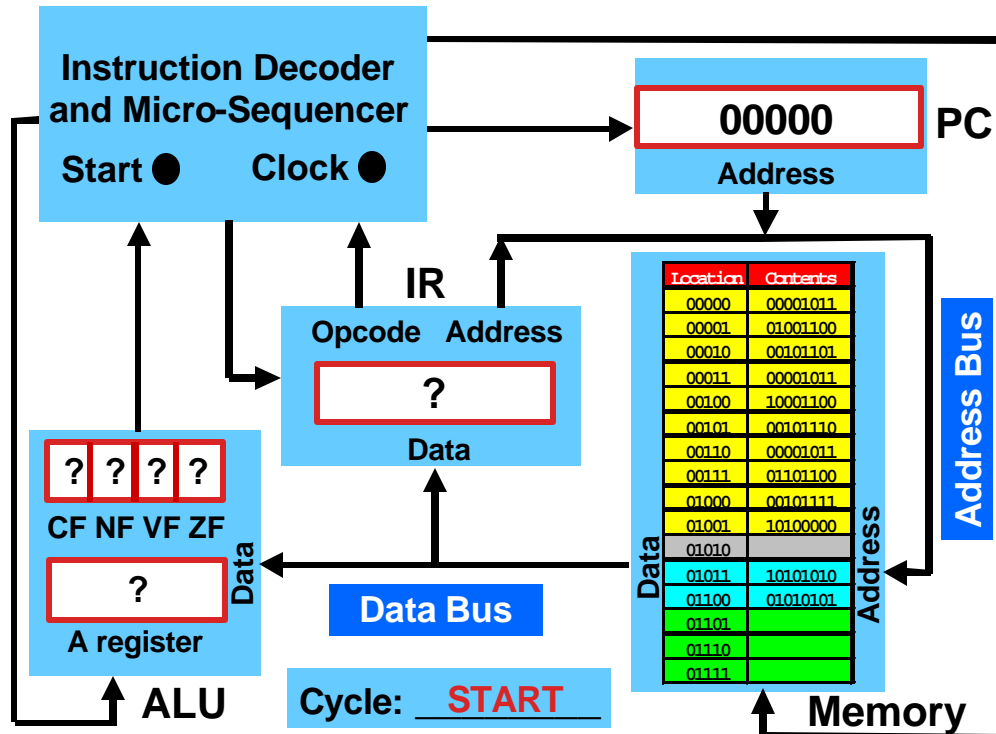 Instruction Decoder
and Micro-Sequencer
Start
Clock
00000
PC
Address
IR
Opcode Address
?
Data
? ? ? ?
CF NF VF ZF
?
A register
Data
ALU
Data Bus
Cycle: START
Location Contents
00000 00001011
00001 01001100
00010 00101101
00011 00001011
00100 10001100
00101 00101110
00110 00001011
00111 01101100
01000 00101111
01001 10100000
01010
01011 10101010
01100 01010101
01101
01110
01111
Data
Address
Memory
Address Bus